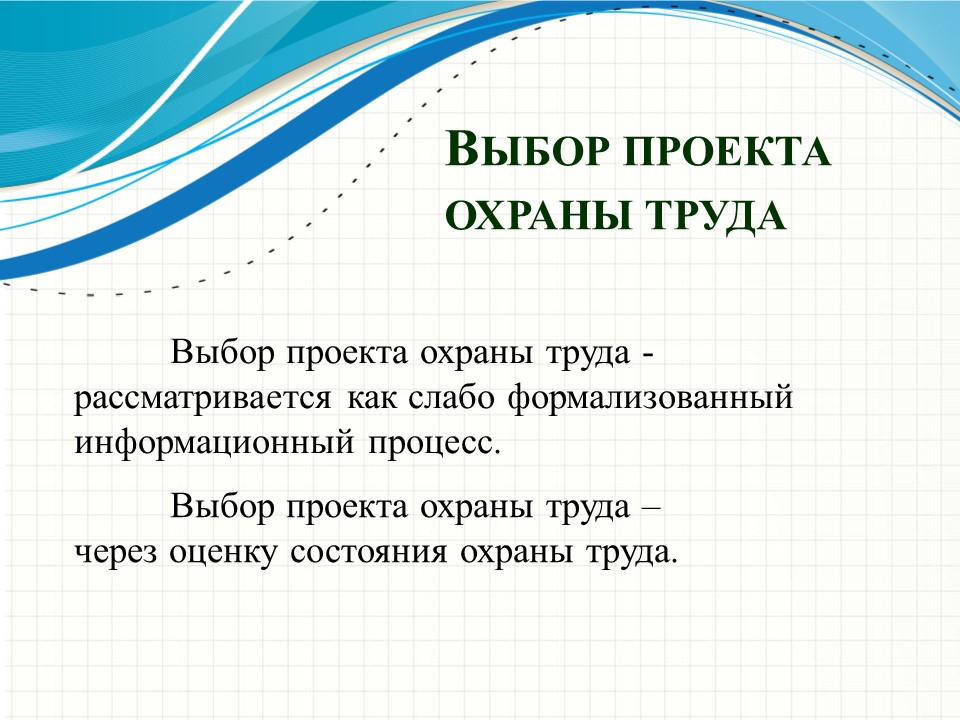 Выбор проекта
охраны труда
Выбор проекта охраны труда -
рассматривается как слабо формализованный
информационный процесс.
Выбор проекта охраны труда –
через оценку состояния охраны труда.